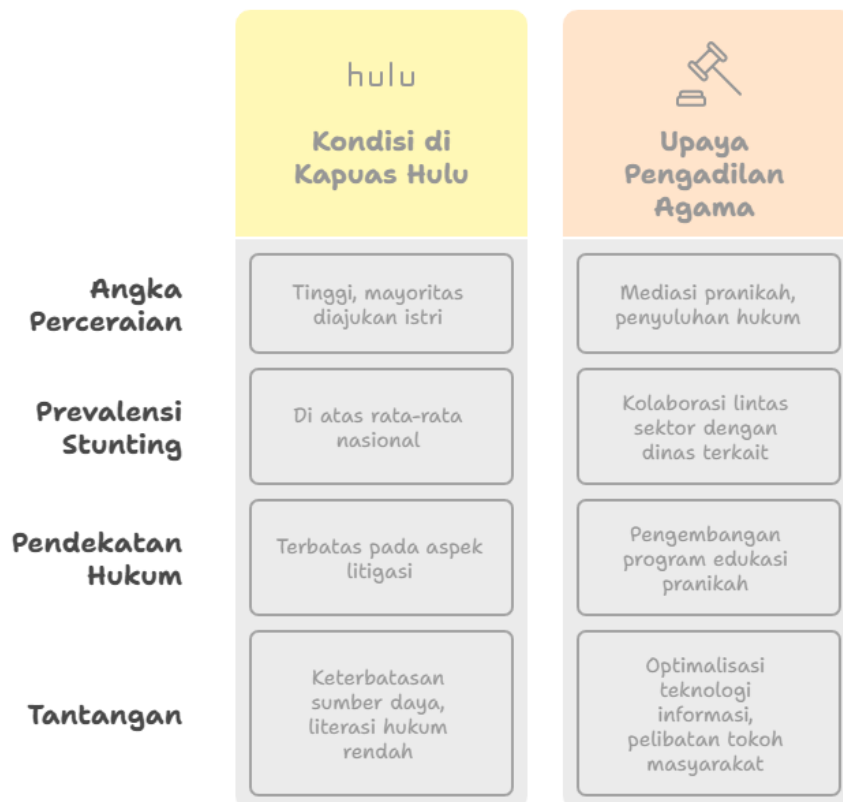 hulu
Kondisi di
Kapuas Hulu
Upaya
Pengadilan
Agama
Angka
Perceraian
Tinggi, mayoritas
diajukan istri
Mediasi pranikah,
penyuluhan hukum
Prevalensi
Stunting
Di atas rata-rata
nasional
Kolaborasi lintas
sektor dengan
dinas terkait
Pendekatan
Hukum
Terbatas pada aspek
litigasi
Pengembangan
program edukasi
pranikah
Tantangan
Keterbatasan
sumber daya,
literasi hukum
rendah
Optimalisasi
teknologi
informasi,
pelibatan tokoh
masyarakat